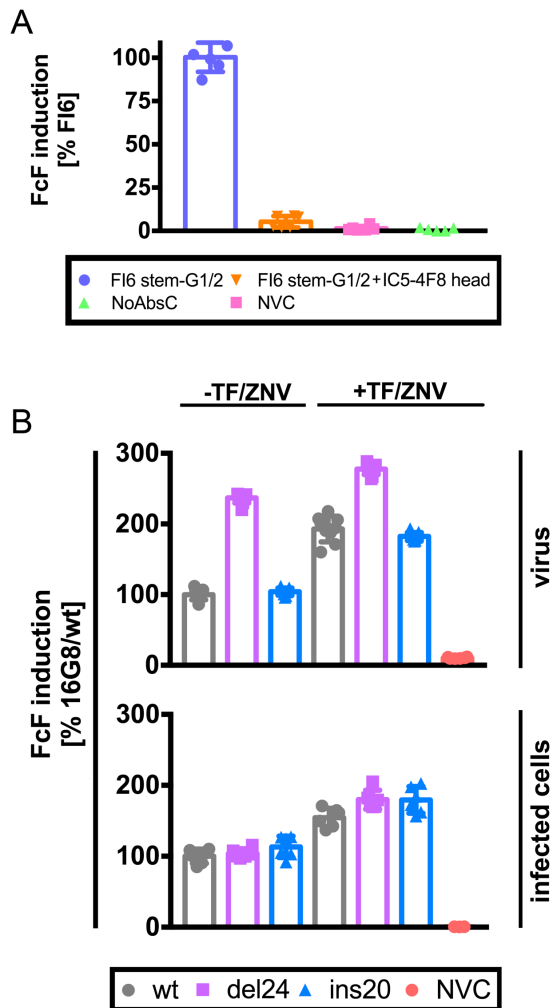 A
FcF induction
[% FI6]
100
75
50
25
0
FI6 stem-G1/2
FI6 stem-G1/2+IC5-4F8 head
NoAbsC
NVC
-TF/ZNV
+TF/ZNV
B
FcF induction
[% 16G8/wt]
300
200
100
0
virus
300
200
100
0
infected cells
wt
del24
ins20
NVC